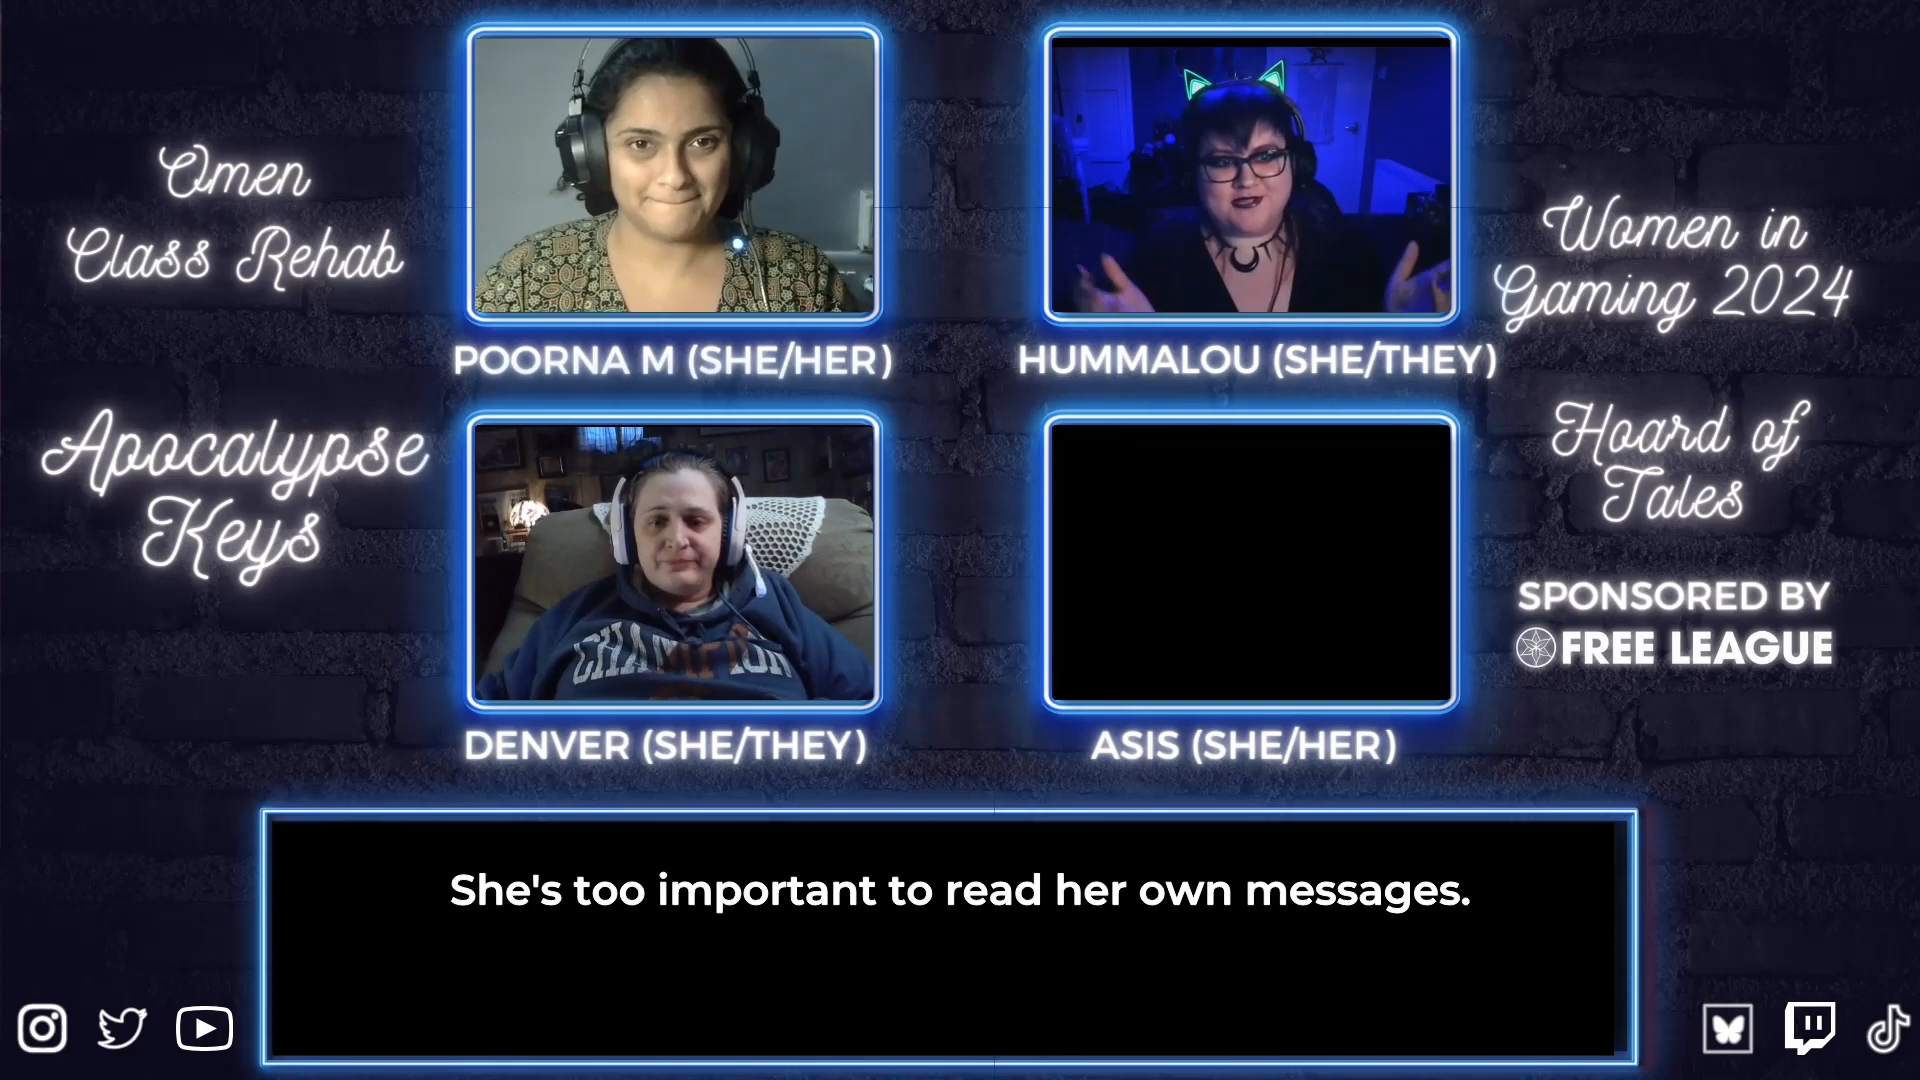 Omen
Class Rehab
Apocalypse
Keys
POORNA M (SHE/HER)
HUMMALOU (SHE/THEY)
CHAMPION
DENVER (SHE/THEY)
ASIS (SHE/HER)
Women in
Gaming 2024
Hoard of
Tales
SPONSORED BY
FREE LEAGUE
She's too important to read her own messages.